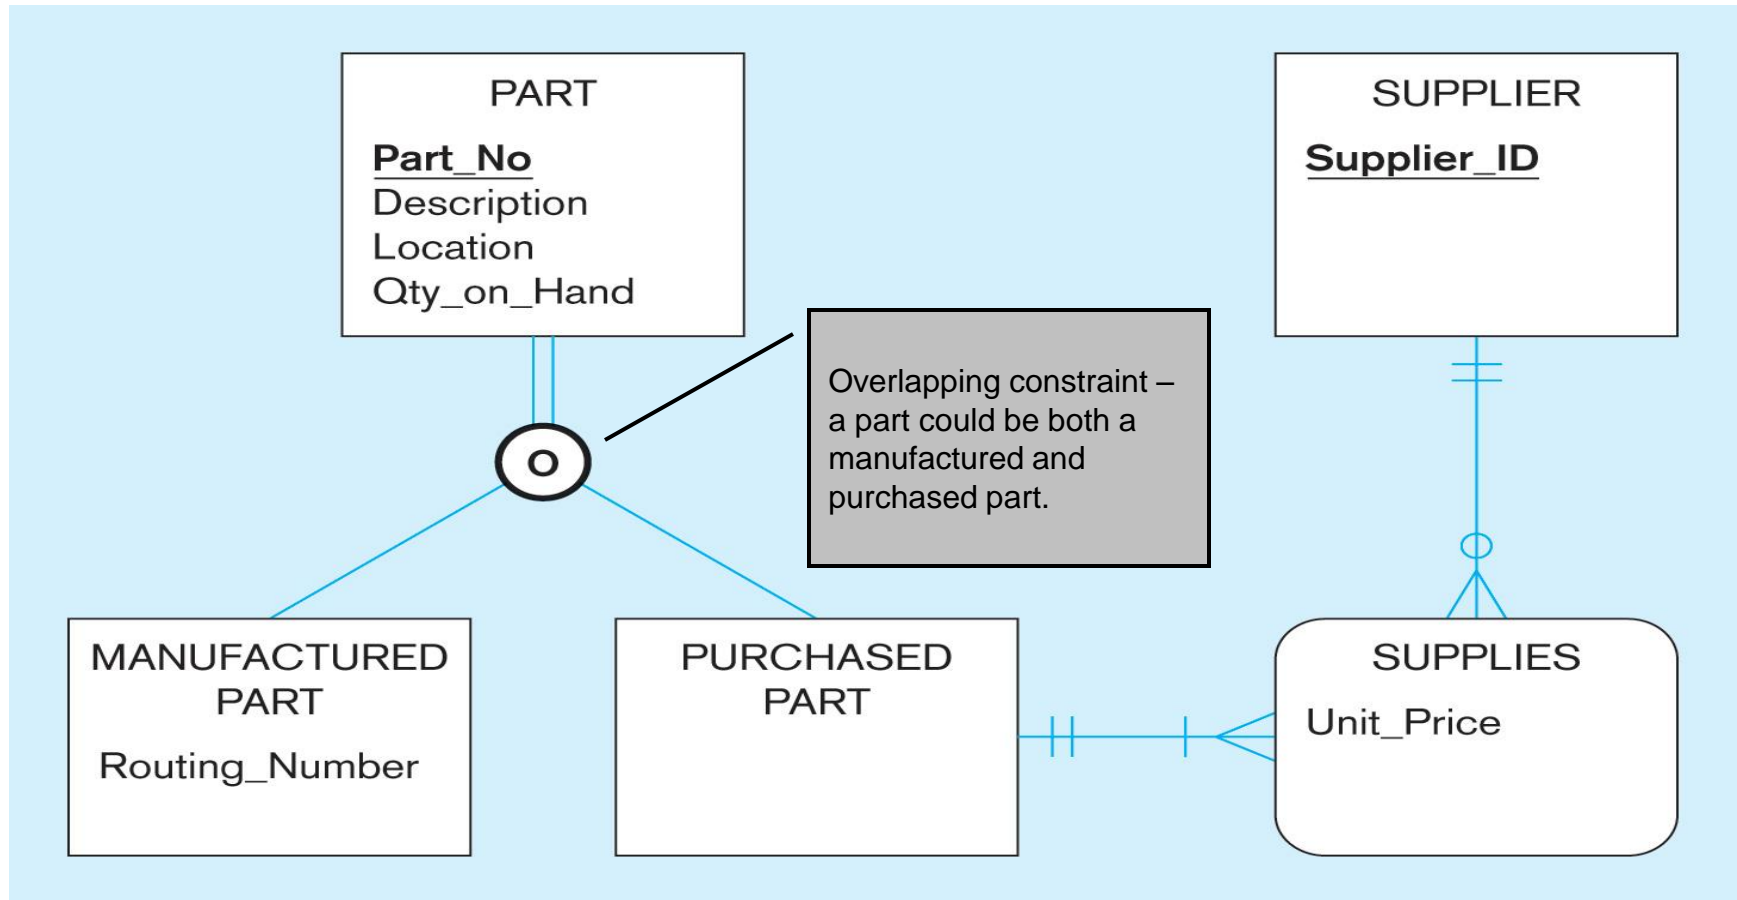 PART
Part_No
Description
Location
Qty_on_Hand
SUPPLIER
Supplier_ID
Overlapping constraint –
a part could be both a
manufactured and
purchased part.
O
MANUFACTURED
PART
Routing_Number
PURCHASED
PART
SUPPLIES
Unit_Price